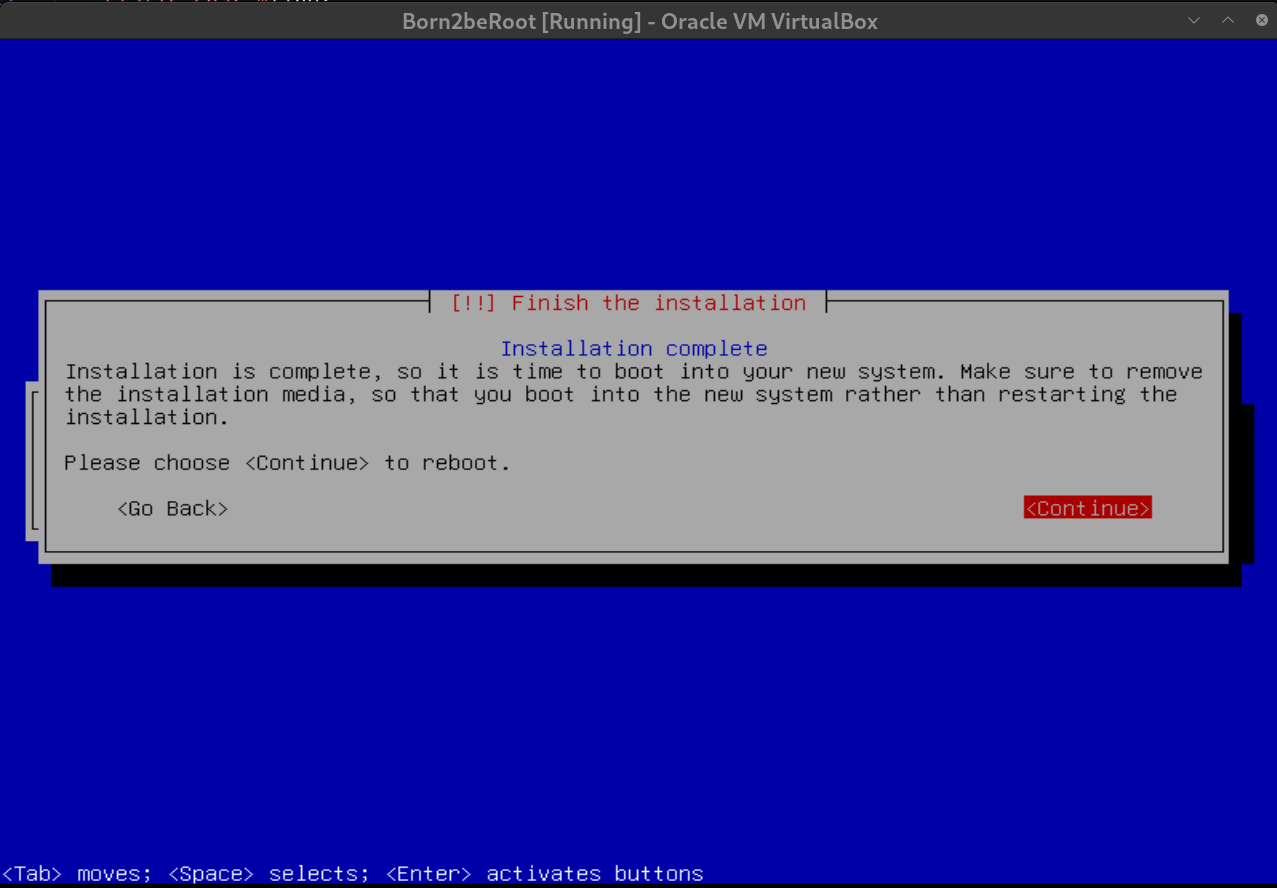 Born2beRoot [Running] - Oracle VM VirtualBox
[!!] Finish the installation
Installation complete
Installation is complete, so it is time to boot into your new system. Make sure to remove
the installation media, so that you boot into the new system rather than restarting the
installation.
Please choose <Continue> to reboot.
<Go Back> <Continue>
<Tab> moves; <Space> selects; <Enter> activates buttons